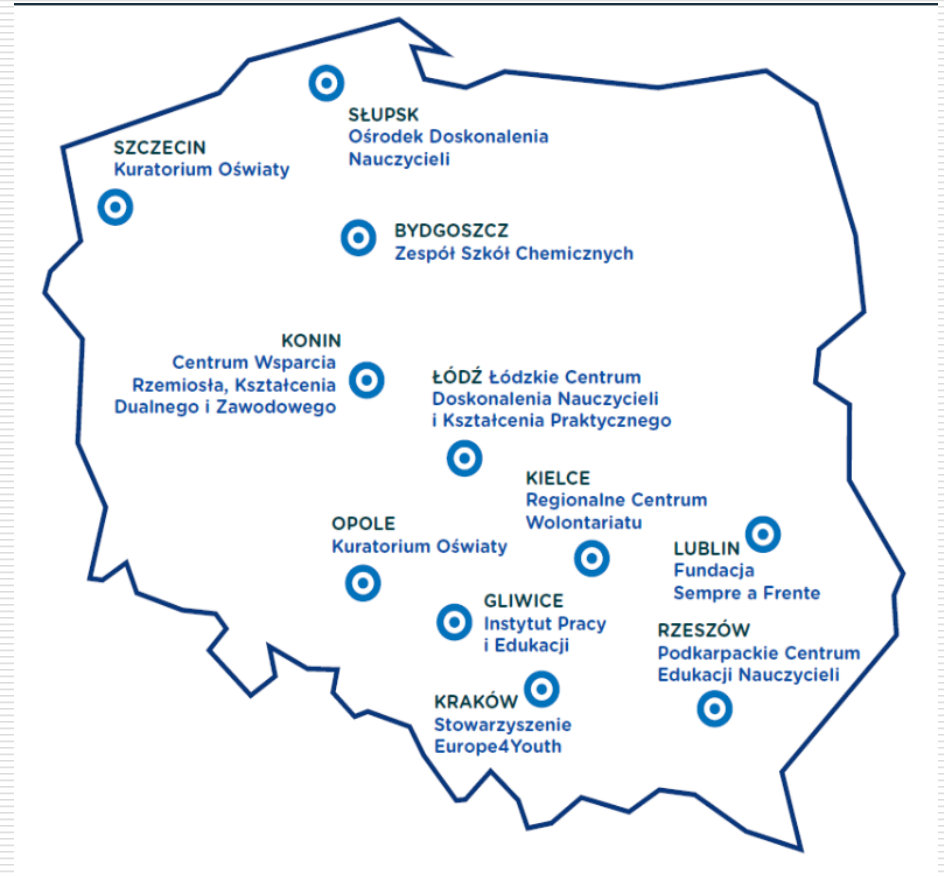 SŁUPSK
Ośrodek Doskonalenia
Nauczycieli
SZCZECIN
Kuratorium Oświaty
BYDGOSZCZ
Zespół Szkół Chemicznych
KONIN
Centrum Wsparcia
Rzemiosła, Kształcenia
Dualnego i Zawodowego
ŁÓDŹ Łódzkie Centrum
Doskonalenia Nauczycieli
i Kształcenia Praktycznego
KIELCE
Regionalne Centrum
Wolontariatu
OPOLE
Kuratorium Oświaty
LUBLIN
Fundacja
Sempre a Frente
GLIWICE
Instytut Pracy
i Edukacji
RZESZÓW
Podkarpackie Centrum
Edukacji Nauczycieli
KRAKÓW
Stowarzyszenie
Europe4Youth